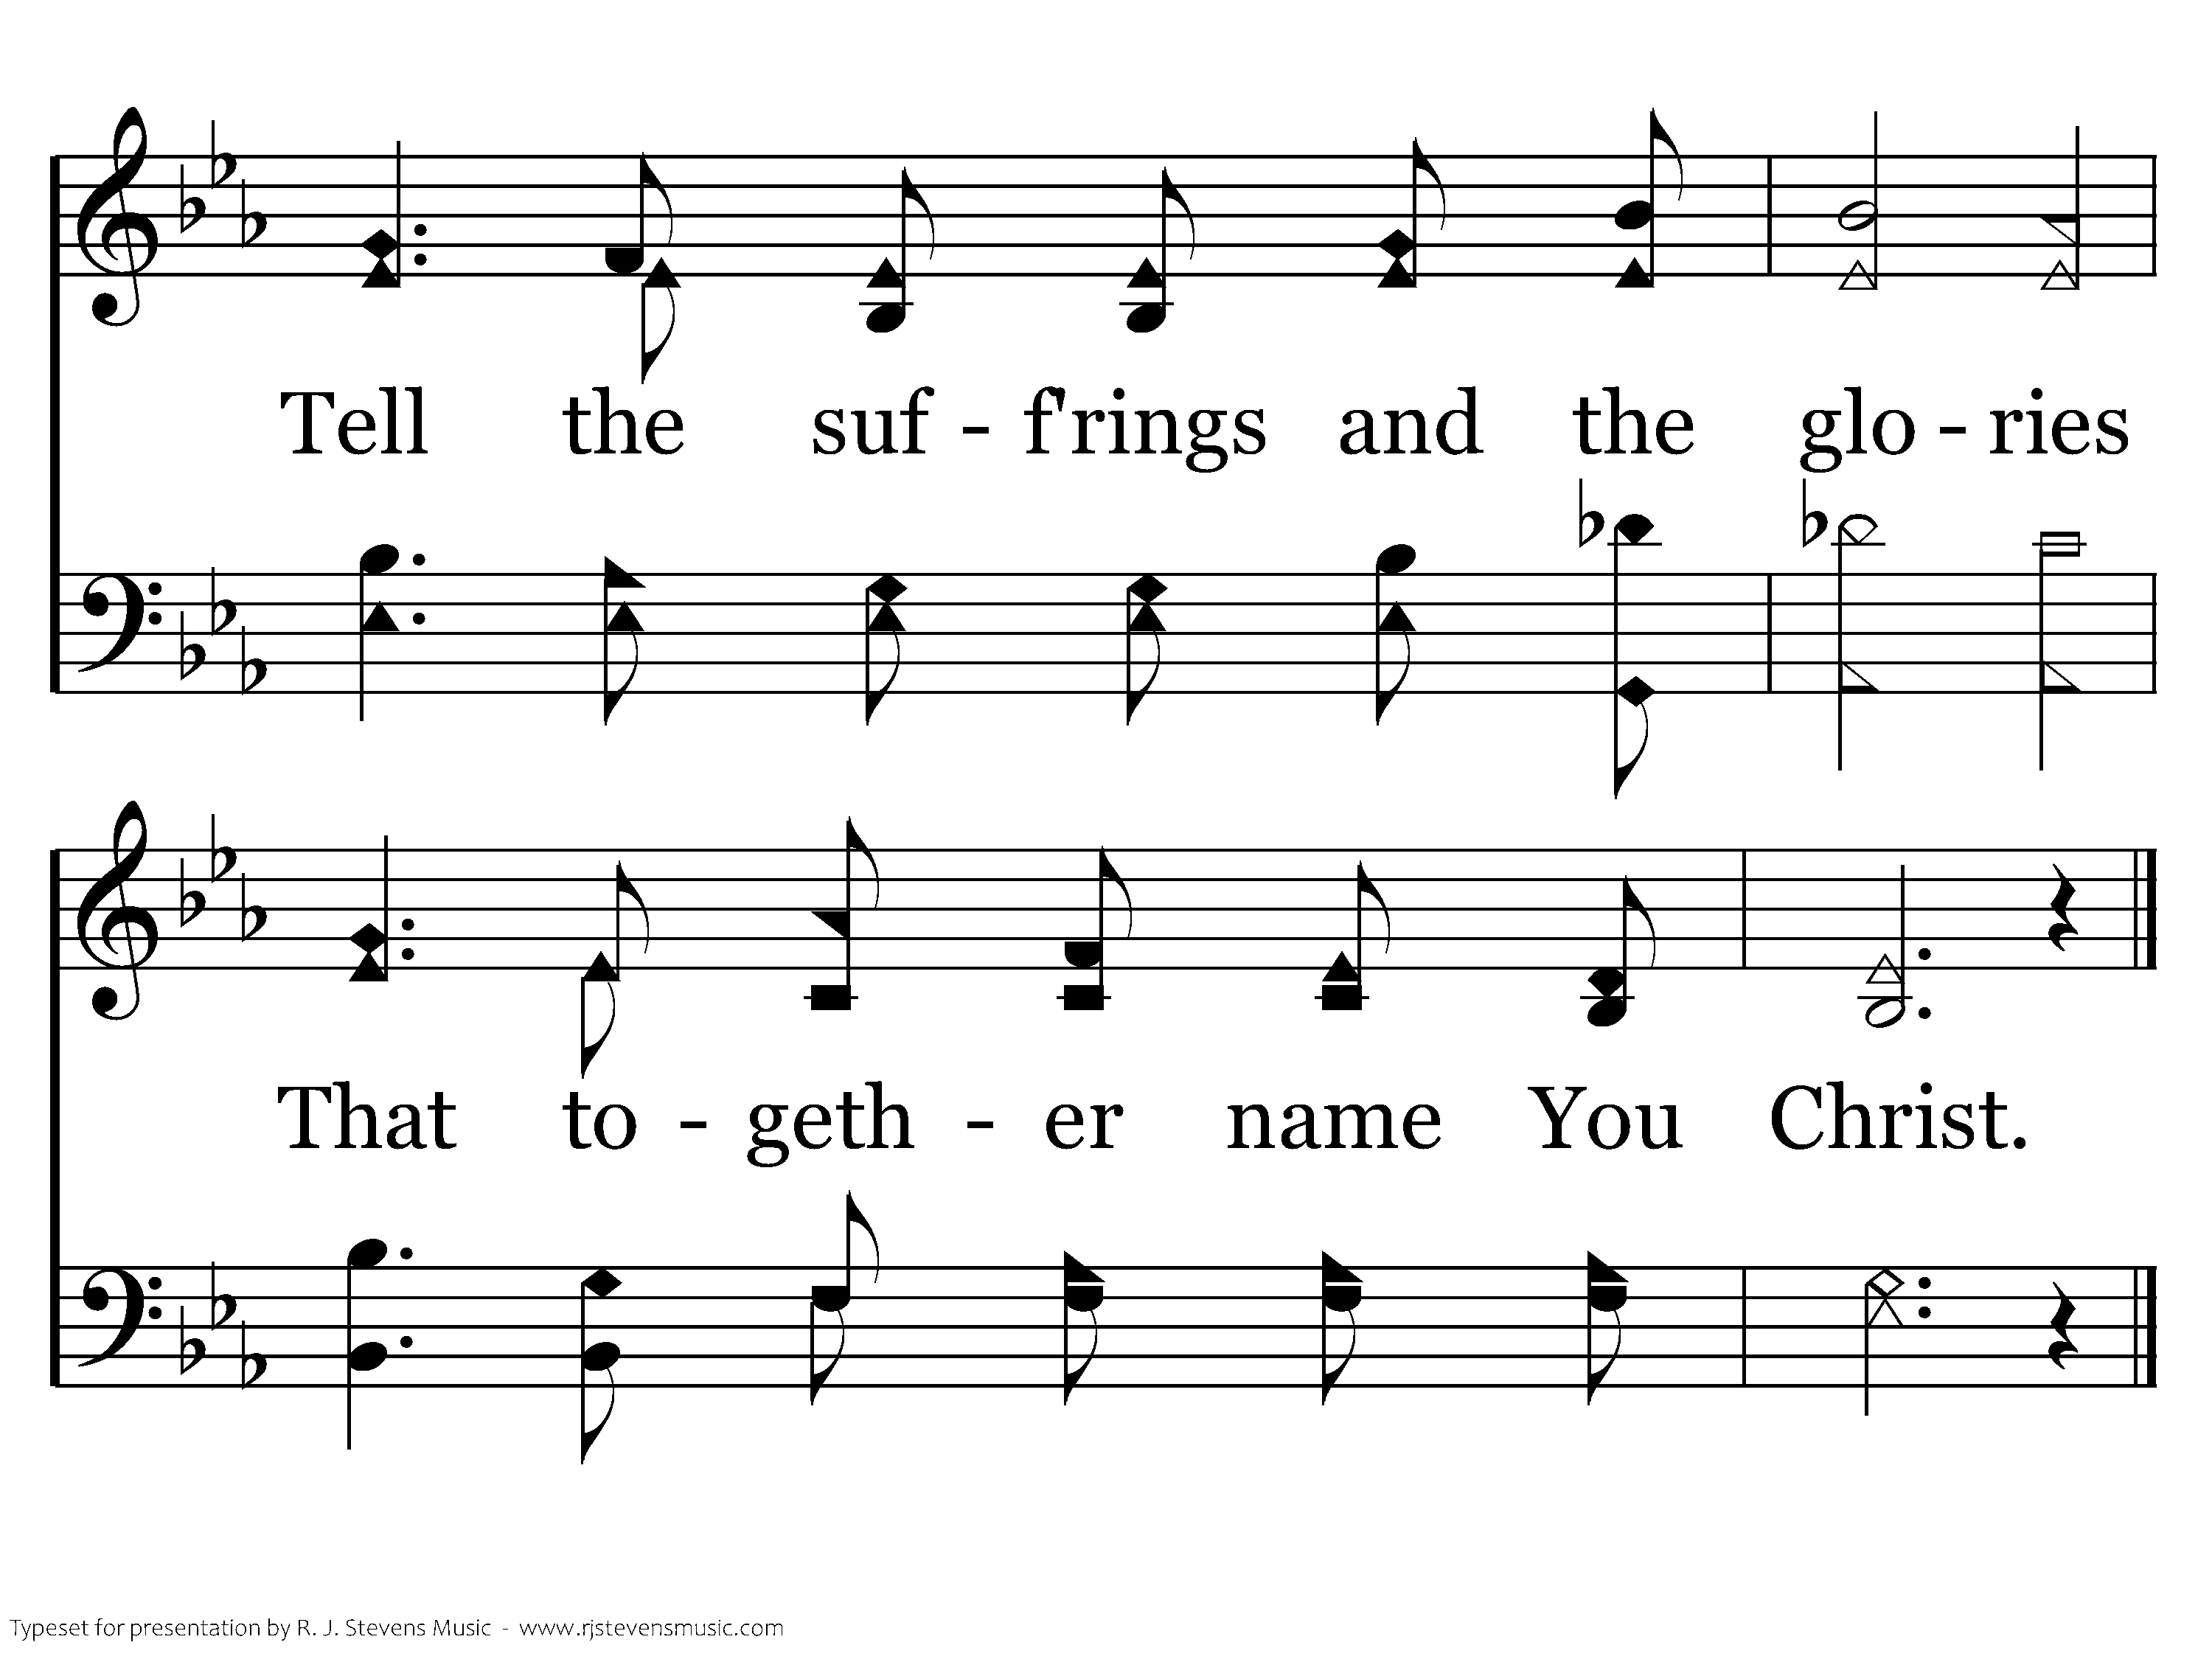 Tell the suf - f'rings and the glo - ries
That to - geth - er name You Christ.
Typeset for presentation by R. J. Stevens Music - www.rjstevensmusic.com